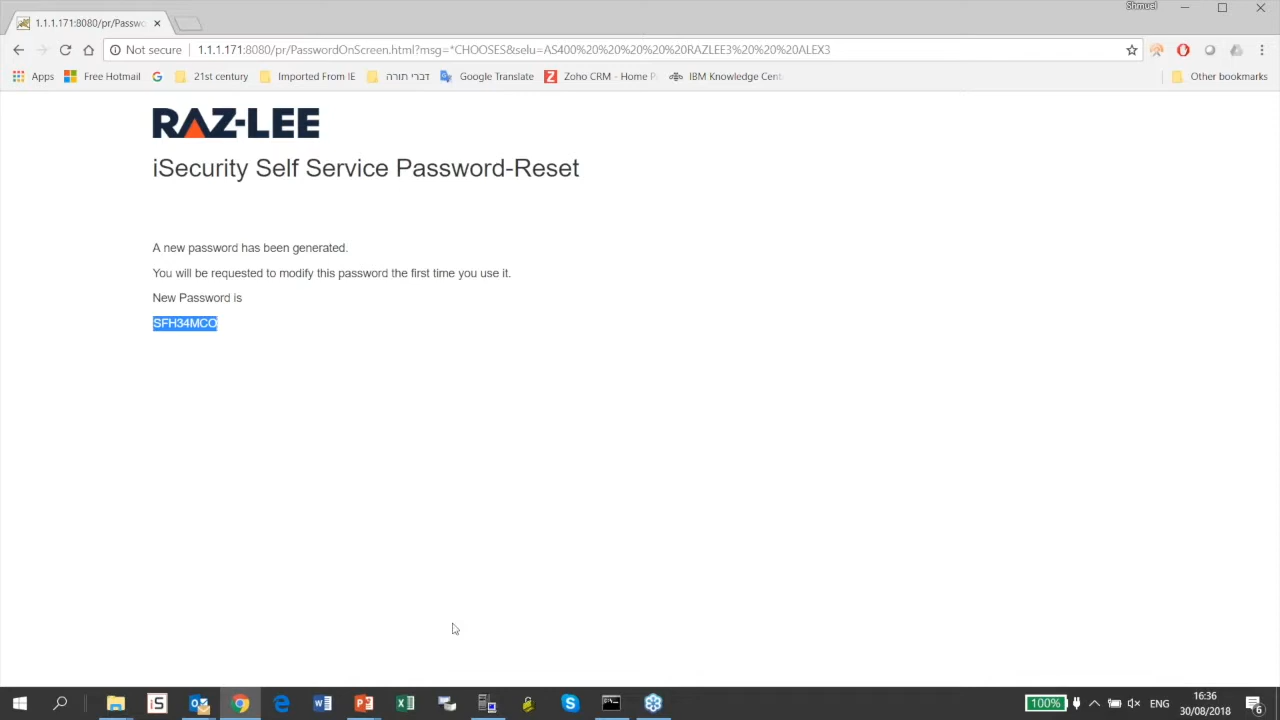 Shmuel
1.1.1.171:8080/pr/Passwo
Not secure
1.1.1.171:8080/pr/PasswordOnScreen.html?msg=*CHOOSES&selu=AS400%20%20%20%20%20RAZLEE3%20%20%20ALEX3
Apps
Free Hotmail
21st century
Imported From IE
דברי תורה
Google Translate
Zoho CRM - Home P
IBM Knowledge Cent
Other bookmarks
RAZ-LEE
iSecurity Self Service Password-Reset
A new password has been generated.
You will be requested to modify this password the first time you use it.
New Password is
SFH34MCO
100%
ENG
16:36
30/08/2018
6